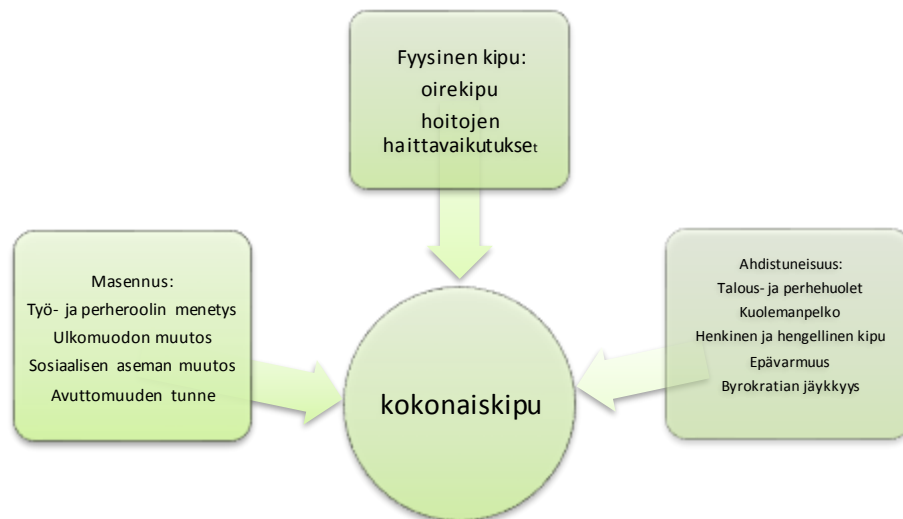 Fyysinen kipu:
oirekipu
hoitojen
haittavaikutukset
Masennus:
Työ- ja perheroolin menetys
Ulkomuodon muutos
Sosiaalisen aseman muutos
Avuttomuuden tunne
Ahdistuneisuus:
Talous- ja perhehuolet
Kuolemanpelko
Henkinen ja hengellinen kipu
Epävarmuus
Byrokratian jäykkyys
kokonaiskipu